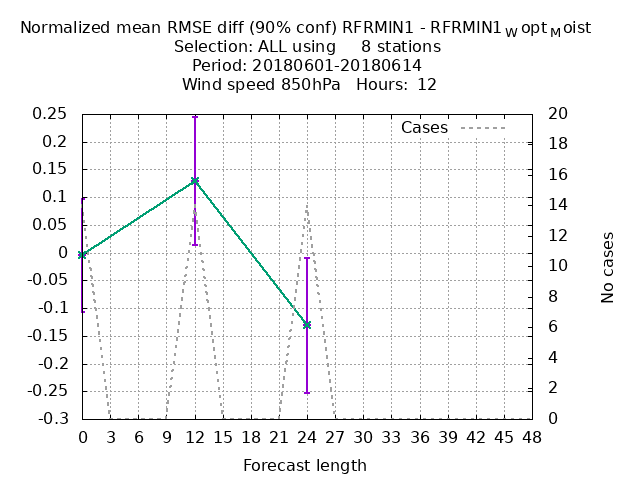 Normalized mean RMSE diff (90% conf) RFRMIN1 - RFRMIN1WoptMoist
Selection: ALL using 8 stations
Period: 20180601-20180614
Wind speed 850hPa Hours: 12
Cases
0.25
0.2
0.15
0.1
0.05
0
-0.05
-0.1
-0.15
-0.2
-0.25
-0.3
20
18
16
14
12
10
8
6
4
2
0
No cases
0 3 6 9 12 15 18 21 24 27 30 33 36 39 42 45 48
Forecast length